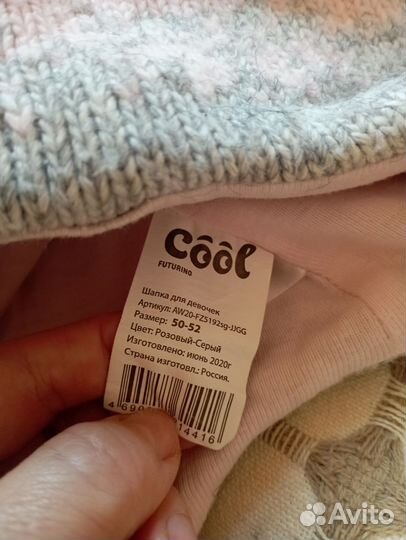 Cool
FUTURINO
Шапка для девочек
Артикул: AW20-FZS192sg-JJGG
Размер: 50-52
Цвет: Розовый-Серый
Изготовлено: июнь 2020г
Страна изготовл.: Россия.
Avito